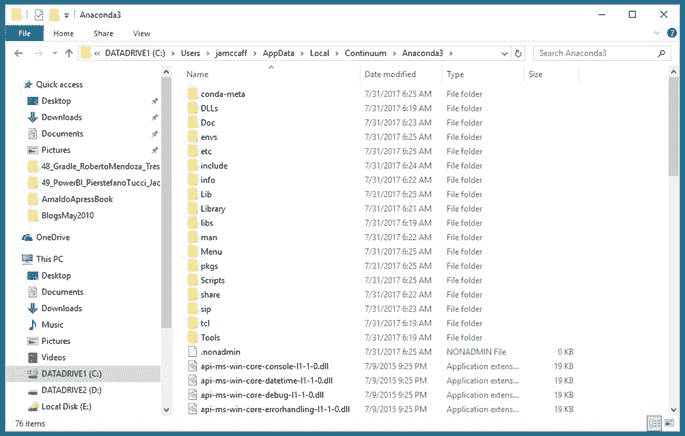 Anaconda3
File Home Share View
« DATADRIVE1 (C:) › Users › jamccaff › AppData › Local › Continuum › Anaconda3 › Search Anaconda3
Name Date modified Type Size
Quick access
Desktop
Downloads
Documents
Pictures
48_Gradle_RobertoMendoza_Tres
49_PowerBI_PierstefanoTucci_Jac
ArnaldoApressBook
BlogsMay2010
OneDrive
This PC
Desktop
Documents
Downloads
Music
Pictures
Videos
DATADRIVE1 (C:)
DATADRIVE2 (D:)
Local Disk (E:)
conda-meta 7/31/2017 6:25 AM File folder
DLLs 7/31/2017 6:19 AM File folder
Doc 7/31/2017 6:23 AM File folder
envs 7/31/2017 6:25 AM File folder
etc 7/31/2017 6:25 AM File folder
include 7/31/2017 6:24 AM File folder
info 7/31/2017 6:22 AM File folder
Lib 7/31/2017 6:25 AM File folder
Library 7/31/2017 6:21 AM File folder
libs 7/31/2017 6:19 AM File folder
man 7/31/2017 6:22 AM File folder
Menu 7/31/2017 6:25 AM File folder
pkgs 7/31/2017 6:25 AM File folder
Scripts 7/31/2017 6:25 AM File folder
share 7/31/2017 6:22 AM File folder
sip 7/31/2017 6:23 AM File folder
tcl 7/31/2017 6:19 AM File folder
Tools 7/31/2017 6:19 AM File folder
.nonadmin 7/31/2017 6:25 AM NONADMIN File 0 KB
api-ms-win-core-console-l1-1-0.dll 7/9/2015 9:25 PM Application extens... 19 KB
api-ms-win-core-datetime-l1-1-0.dll 7/9/2015 9:25 PM Application extens... 19 KB
api-ms-win-core-debug-l1-1-0.dll 7/9/2015 9:25 PM Application extens... 19 KB
api-ms-win-core-errorhandling-l1-1-0.dll 7/9/2015 9:25 PM Application extens... 19 KB
76 items